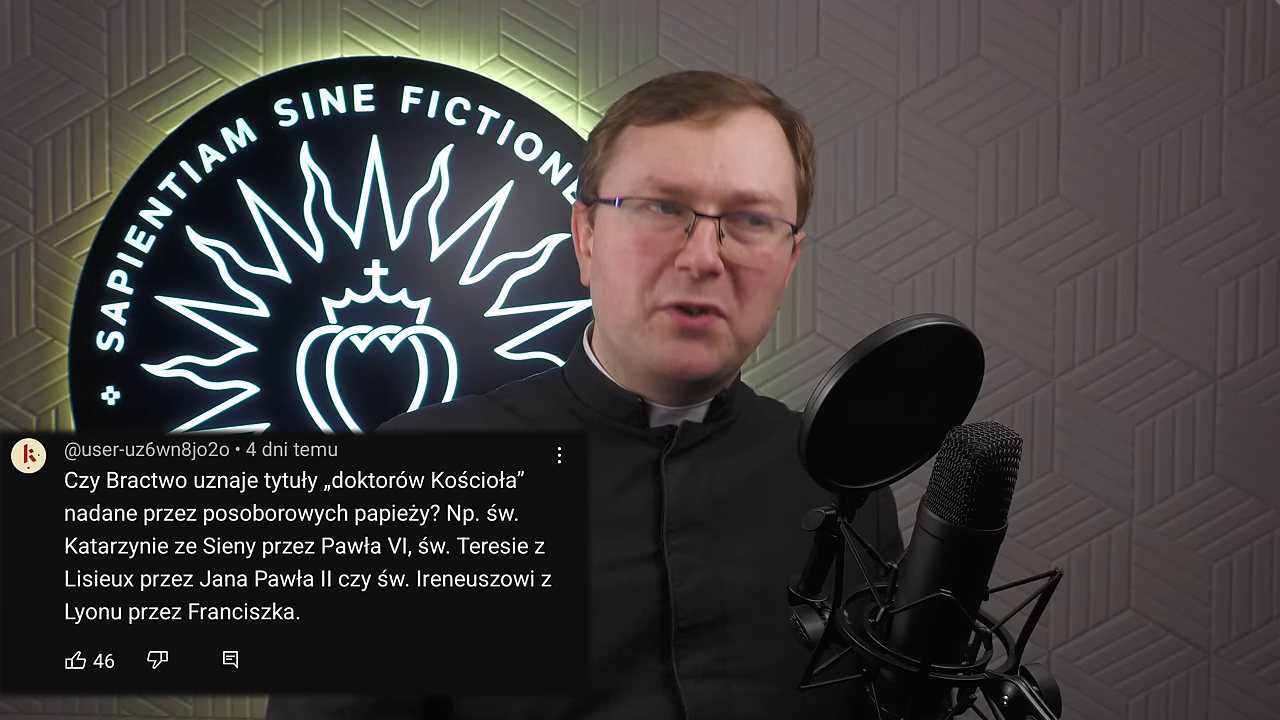 SAPIENTIAM SINE FICTIONE
@user-uz6wn8jo2o • 4 dni temu
Czy Bractwo uznaje tytuły „doktorów Kościoła”
nadane przez posoborowych papieży? Np. św.
Katarzynie ze Sieny przez Pawła VI, św. Teresie z
Lisieux przez Jana Pawła II czy św. Ireneuszowi z
Lyonu przez Franciszka.
46